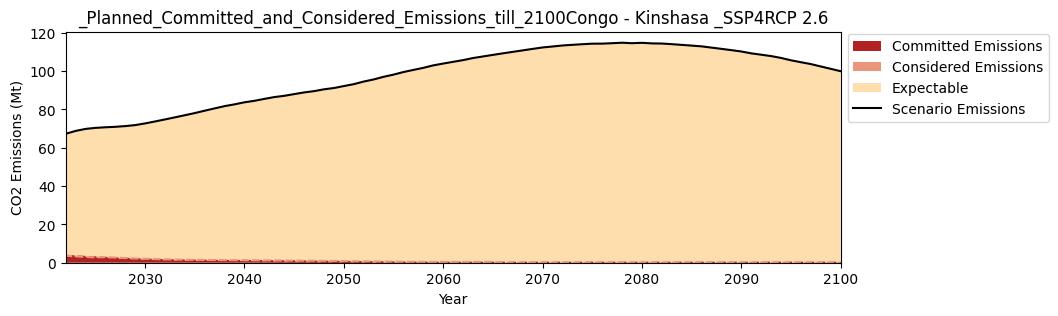 _Planned_Committed_and_Considered_Emissions_till_2100Congo - Kinshasa _SSP4RCP 2.6
120
100
80
60
40
20
0
CO2 Emissions (Mt)
2030 2040 2050 2060 2070 2080 2090 2100
Year
Committed Emissions
Considered Emissions
Expectable
Scenario Emissions